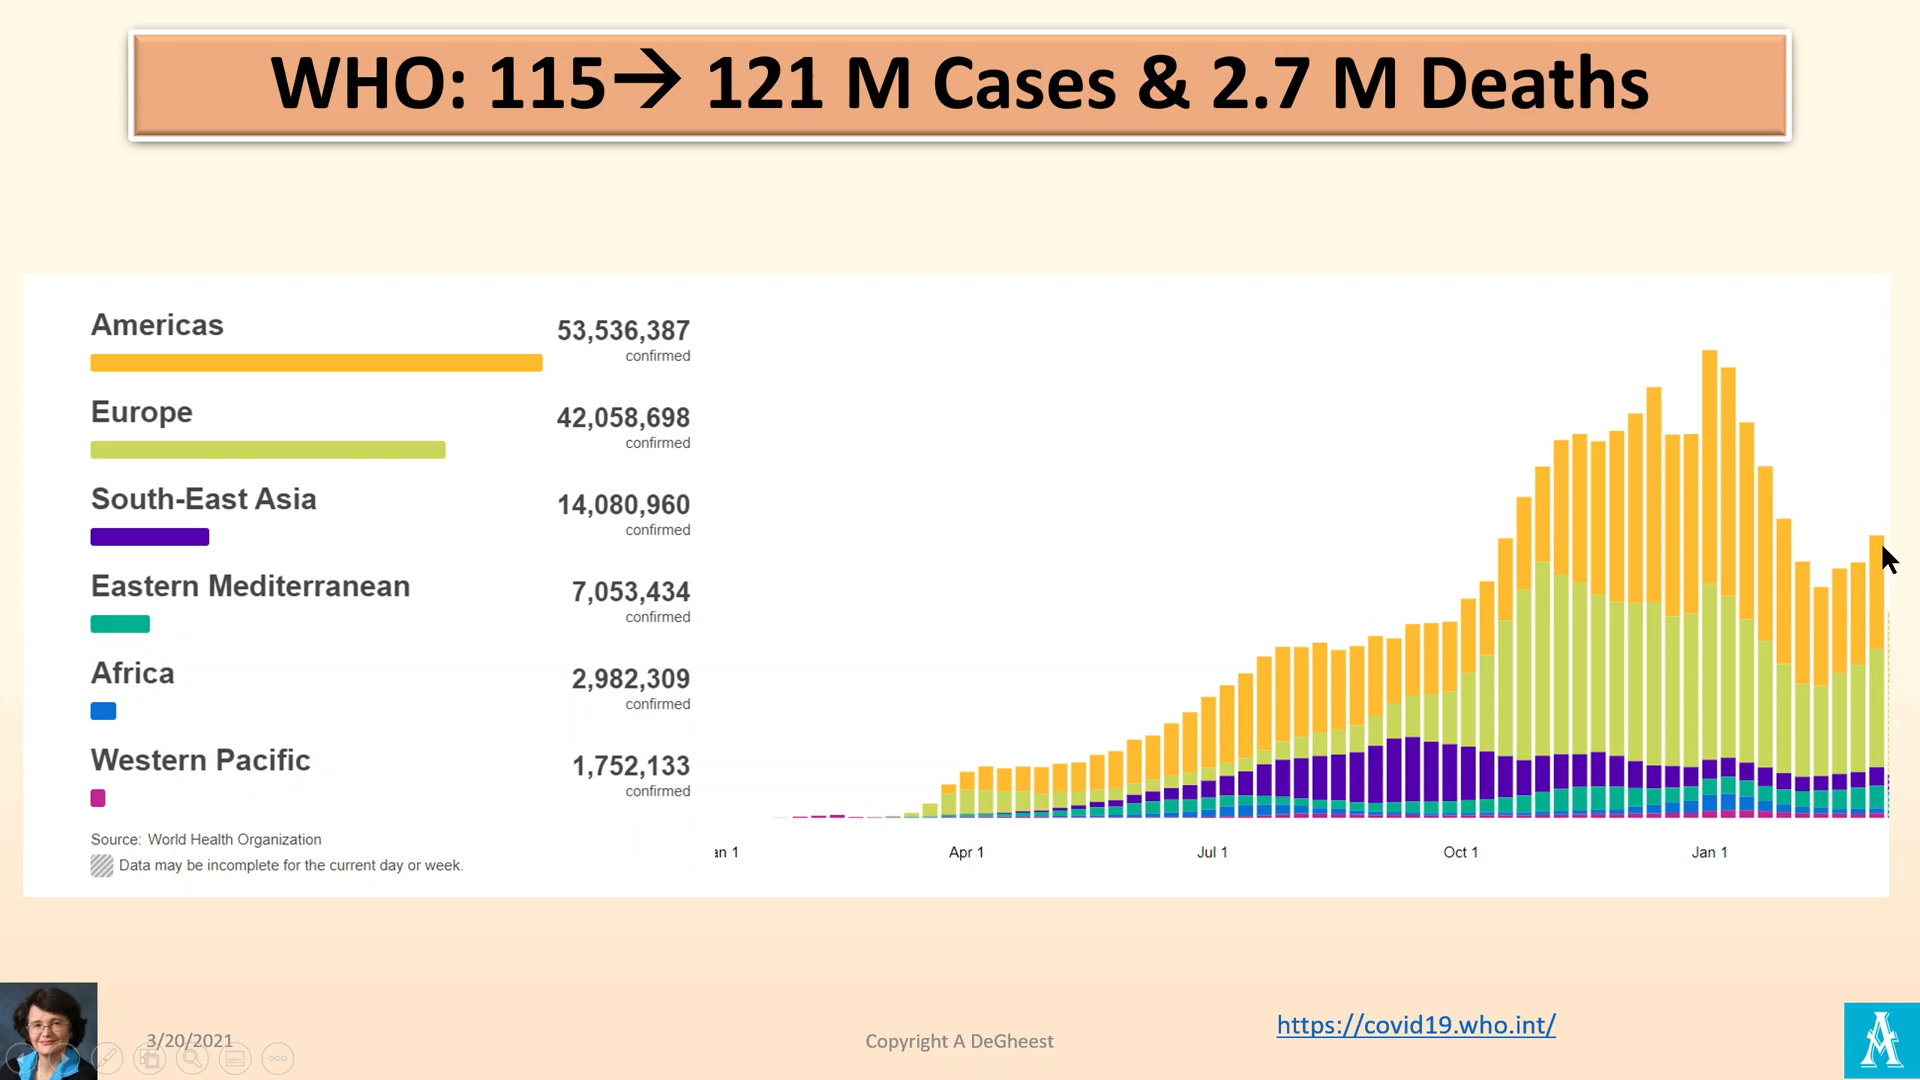 WHO: 115→ 121 M Cases & 2.7 M Deaths
Americas
53,536,387
confirmed
Europe
42,058,698
confirmed
South-East Asia
14,080,960
confirmed
Eastern Mediterranean
7,053,434
confirmed
Africa
2,982,309
confirmed
Western Pacific
1,752,133
confirmed
Source: World Health Organization
Data may be incomplete for the current day or week.
an 1 Apr 1 Jul 1 Oct 1 Jan 1
3/20/2021
Copyright A DeGheest
https://covid19.who.int/
A